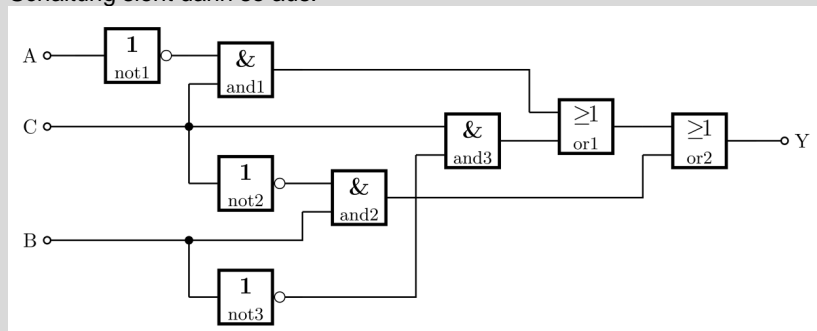 Schaltung sieht dann so aus:
A
1
not1
&
and1
C
&
and3
≥1
or1
≥1
or2
Y
1
not2
&
and2
B
1
not3